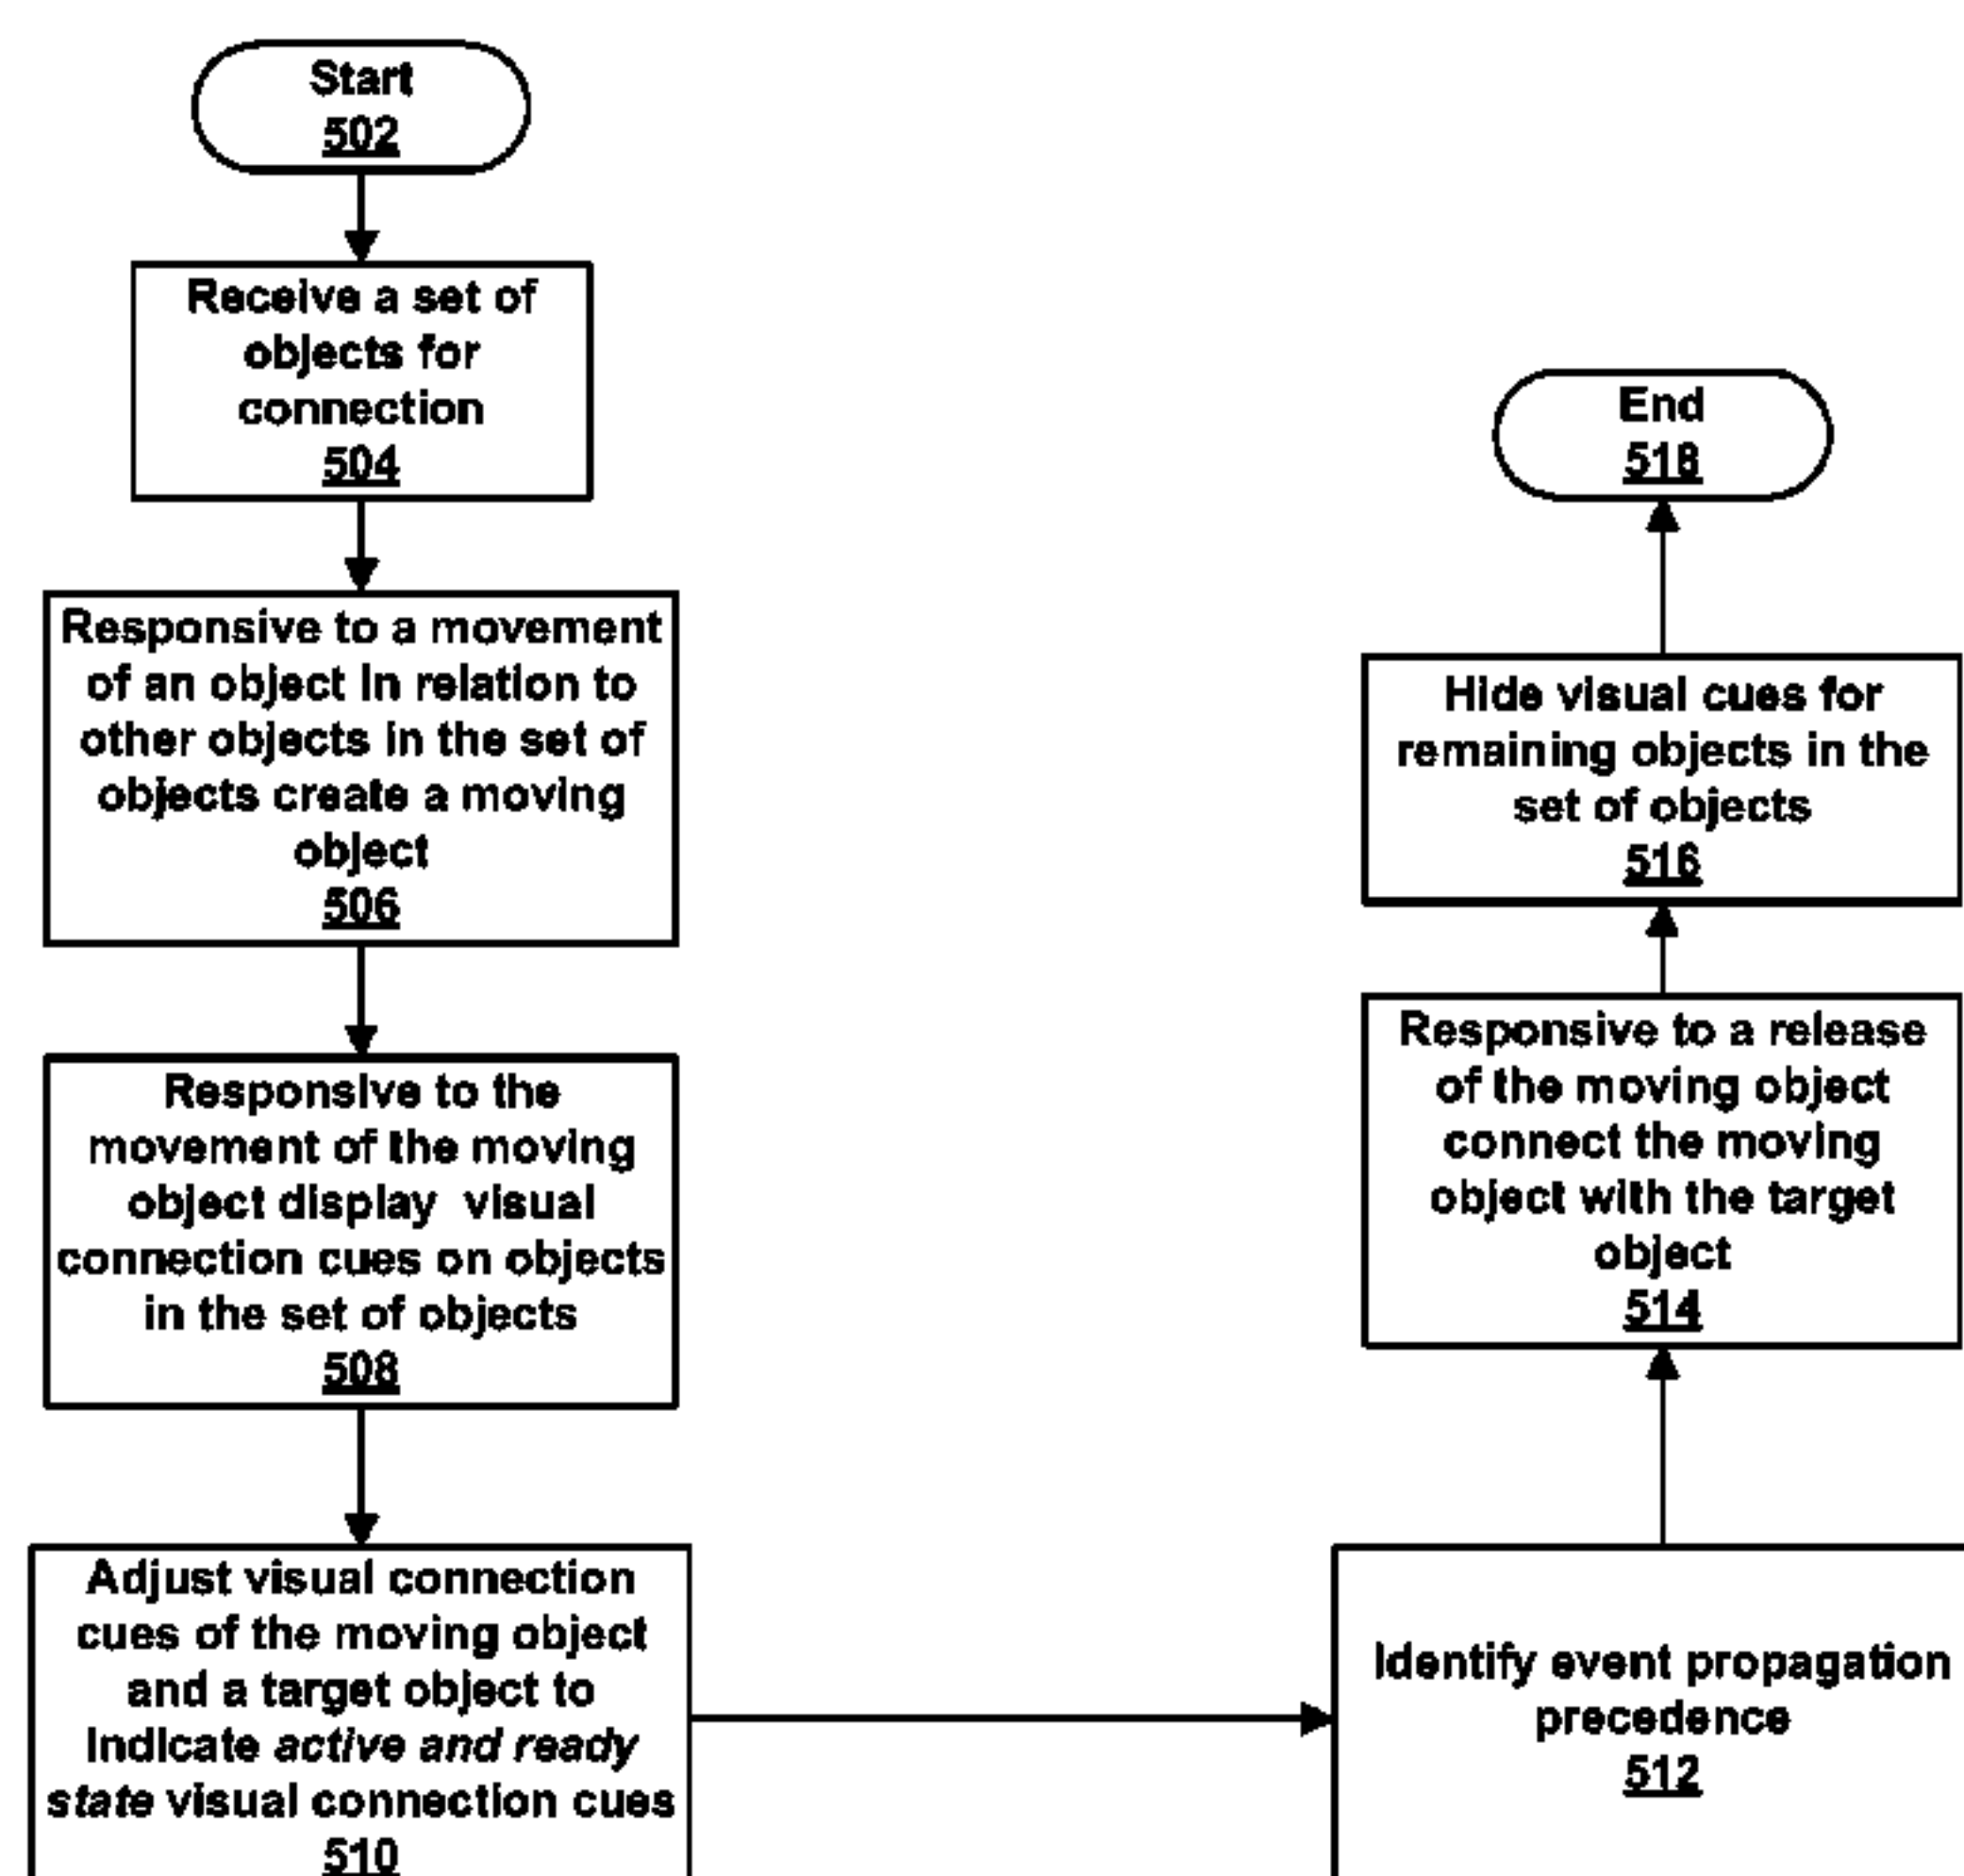 Start
502
Receive a set of
objects for
connection
504
Responsive to a movement
of an object in relation to
other objects in the set of
objects create a moving
object
506
Responsive to the
movement of the moving
object display visual
connection cues on objects
in the set of objects
508
Adjust visual connection
cues of the moving object
and a target object to
indicate active and ready
state visual connection cues
510
Identify event propagation
precedence
512
Responsive to a release
of the moving object
connect the moving
object with the target
object
514
Hide visual cues for
remaining objects in the
set of objects
516
End
518